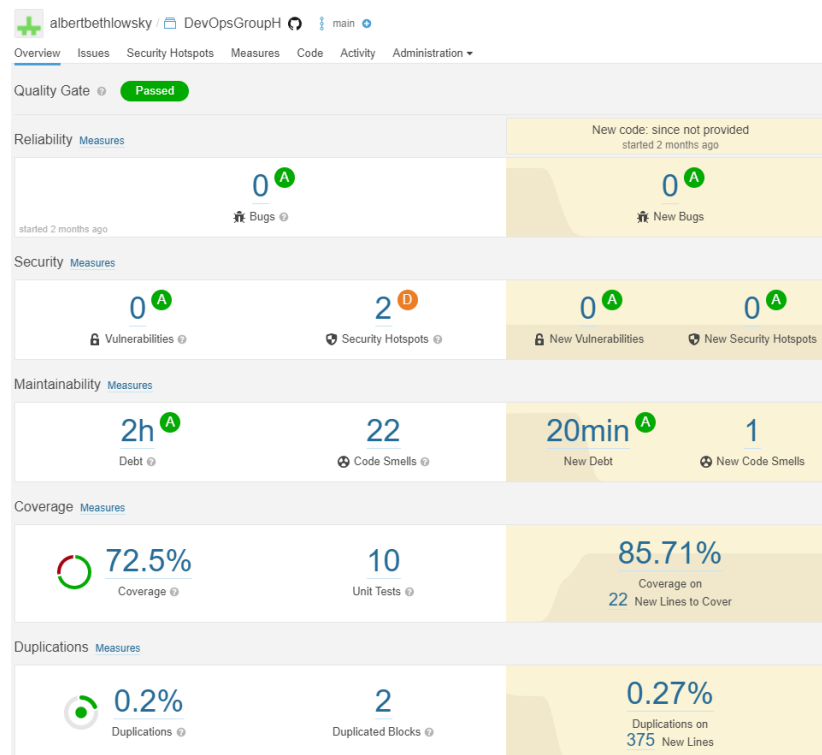 albertbethlowsky / DevOpsGroupH main
Overview Issues Security Hotspots Measures Code Activity Administration
Quality Gate ? Passed
New code: since not provided
started 2 months ago
Reliability Measures
0 A
Bugs ?
started 2 months ago
0 A
New Bugs
Security Measures
0 A
Vulnerabilities ?
2 D
Security Hotspots ?
0 A
New Vulnerabilities
0 A
New Security Hotspots
Maintainability Measures
2h A
Debt ?
22
Code Smells ?
20min A
New Debt
1
New Code Smells
Coverage Measures
72.5%
Coverage ?
10
Unit Tests ?
85.71%
Coverage on
22 New Lines to Cover
Duplications Measures
0.2%
Duplications ?
2
Duplicated Blocks ?
0.27%
Duplications on
375 New Lines